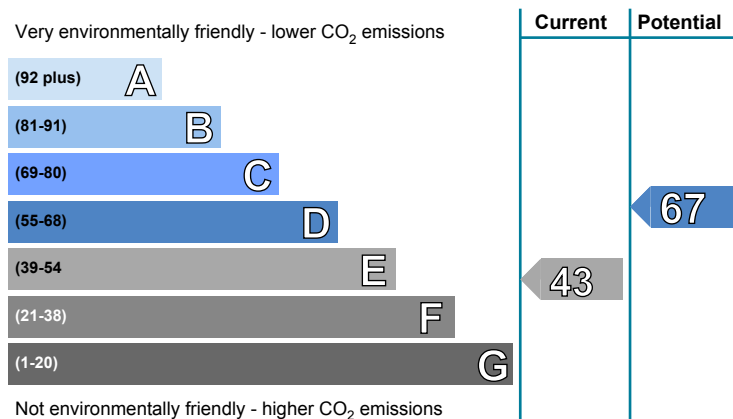 Current Potential
Very environmentally friendly - lower CO₂ emissions
(92 plus) A
(81-91) B
(69-80) C
(55-68) D
67
(39-54 E
43
(21-38) F
(1-20) G
Not environmentally friendly - higher CO₂ emissions